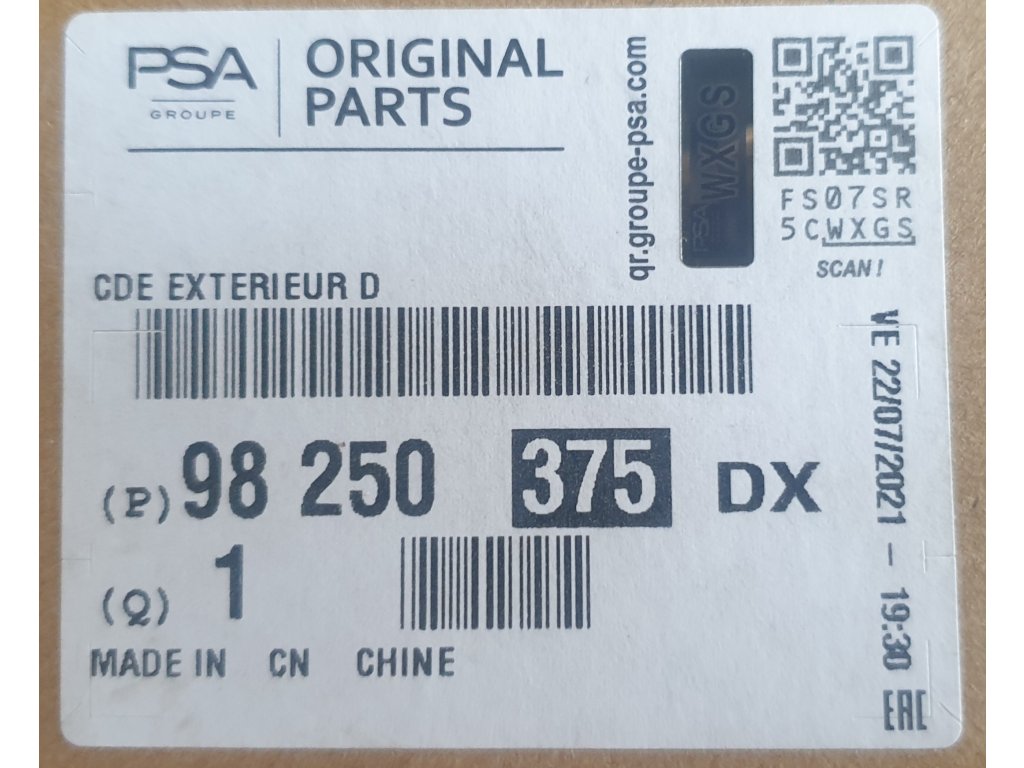 PSA
GROUPE
ORIGINAL
PARTS
qr.groupe-psa.com
PSA WXGS
FS07SR
5CWXGS
SCAN!
CDE EXTERIEUR D
(P) 98 250 375 DX
(Q) 1
MADE IN CN CHINE
VE 22/07/2021 - 19:30
EAC